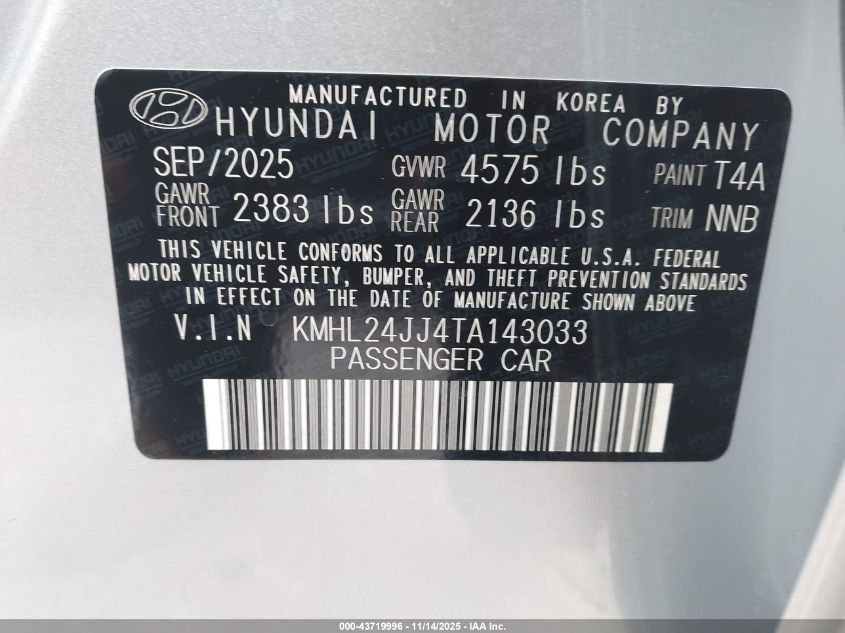 MANUFACTURED IN KOREA BY
HYUNDAI MOTOR COMPANY
SEP/2025 GVWR 4575 lbs PAINT T4A
GAWR FRONT 2383 lbs GAWR REAR 2136 lbs TRIM NNB
THIS VEHICLE CONFORMS TO ALL APPLICABLE U.S.A. FEDERAL
MOTOR VEHICLE SAFETY, BUMPER, AND THEFT PREVENTION STANDARDS
IN EFFECT ON THE DATE OF MANUFACTURE SHOWN ABOVE
V.I.N KMHL24JJ4TA143033
PASSENGER CAR
000-43719996 - 11/14/2025 - IAA Inc.